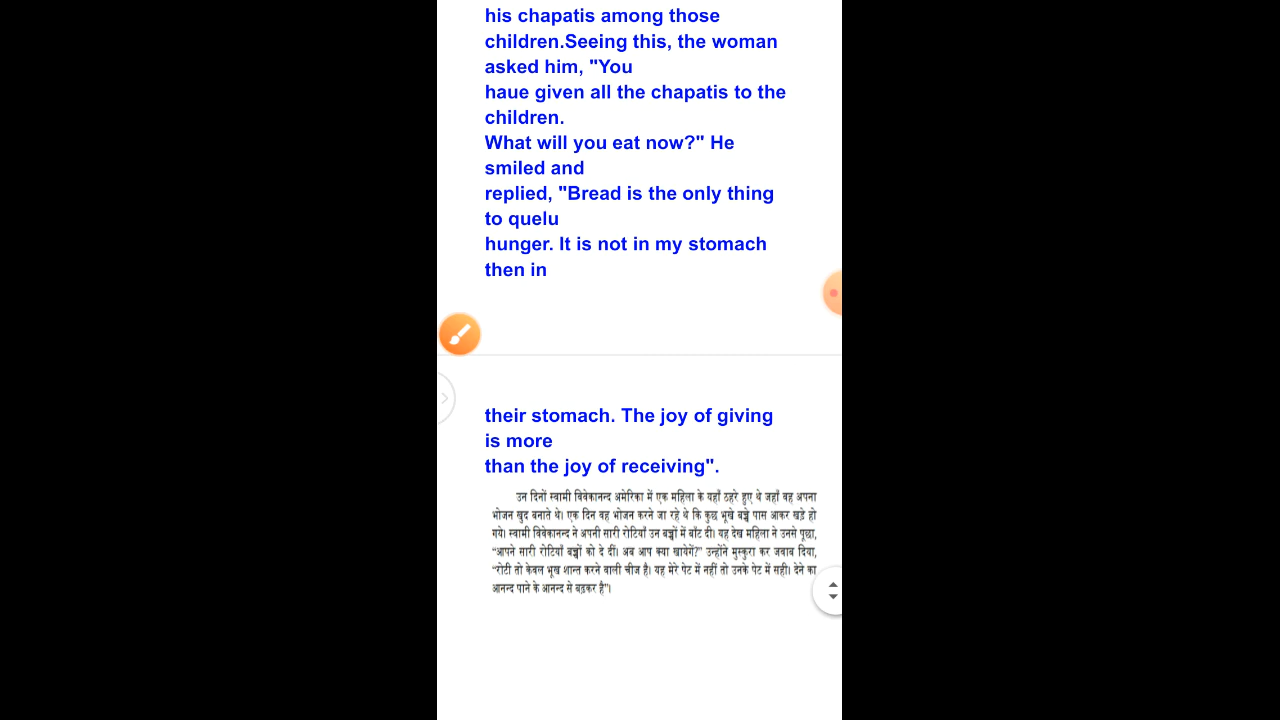 his chapatis among those
children.Seeing this, the woman
asked him, "You
haue given all the chapatis to the
children.
What will you eat now?" He
smiled and
replied, "Bread is the only thing
to quelu
hunger. It is not in my stomach
then in
their stomach. The joy of giving
is more
than the joy of receiving".
उन दिनों स्वामी विवेकानन्द अमेरिका में एक महिला के यहाँ ठहरे हुए थे जहाँ वह अपना
भोजन खुद बनाते थे। एक दिन वह भोजन करने जा रहे थे कि कुछ भूखे बच्चे पास आकर खड़े हो
गये। स्वामी विवेकानन्द ने अपनी सारी रोटियाँ उन बच्चों में बाँट दी। यह देख महिला ने उनसे पूछा,
“आपने सारी रोटियाँ बच्चों को दे दीं। अब आप क्या खायेगें?” उन्होंने मुस्कुरा कर जवाब दिया,
“रोटी तो केवल भूख शान्त करने वाली चीज है। यह मेरे पेट में नहीं तो उनके पेट में सही। देने का
आनन्द पाने के आनन्द से बढ़कर है”।